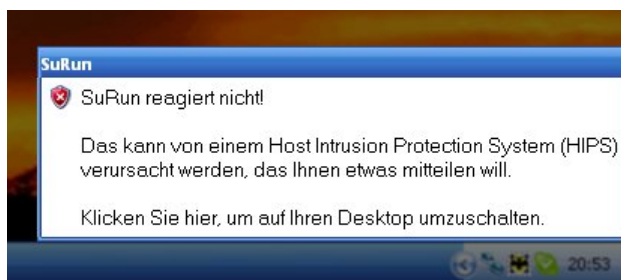 SuRun
SuRun reagiert nicht!
Das kann von einem Host Intrusion Protection System (HIPS)
verursacht werden, das Ihnen etwas mitteilen will.
Klicken Sie hier, um auf Ihren Desktop umzuschalten.
20:53